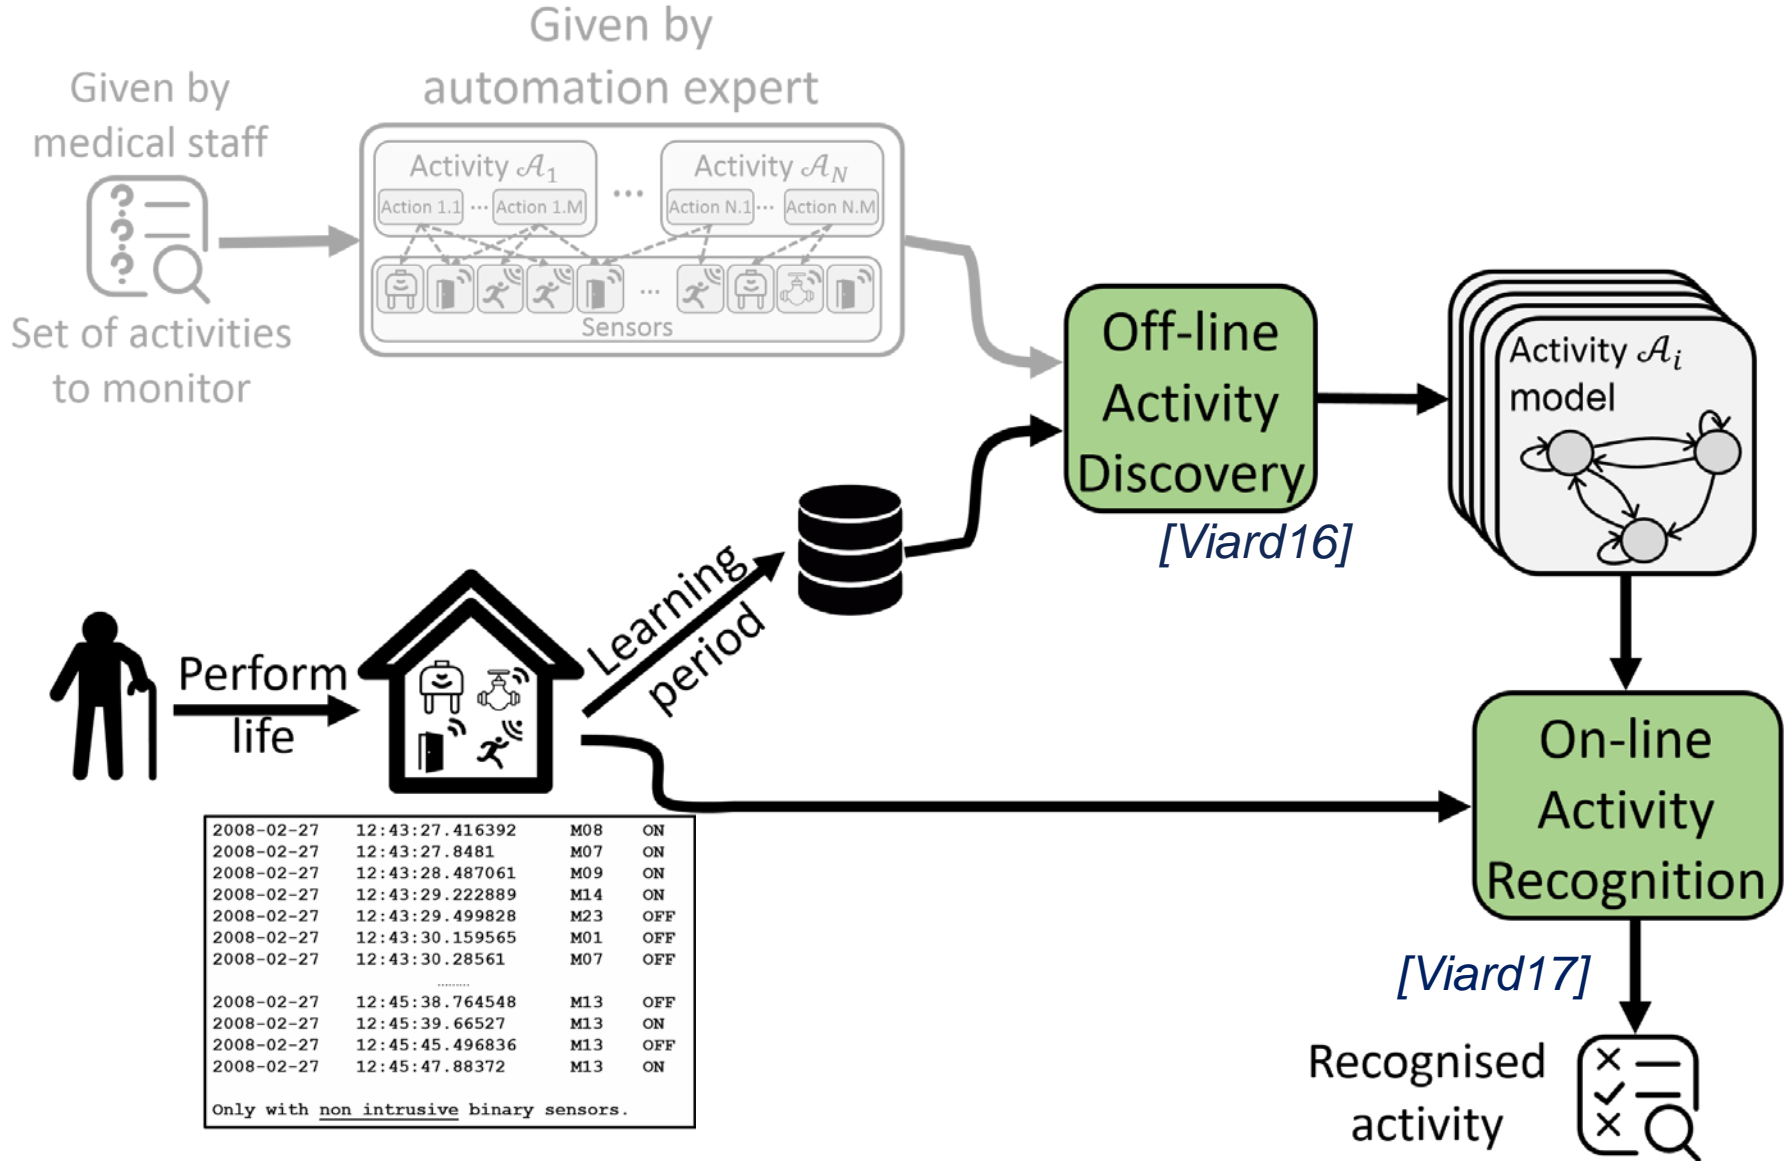 Given by
automation expert
Given by
medical staff
Set of activities
to monitor
Activity 𝒜1
Action 1.1 ... Action 1.M
...
Activity 𝒜N
Action N.1 ... Action N.M
...
Sensors
Off-line
Activity
Discovery
[Viard16]
Activity 𝒜i
model
Learning
period
Perform
life
On-line
Activity
Recognition
[Viard17]
Recognised
activity
2008-02-27 12:43:27.416392 M08 ON
2008-02-27 12:43:27.8481 M07 ON
2008-02-27 12:43:28.487061 M09 ON
2008-02-27 12:43:29.222889 M14 ON
2008-02-27 12:43:29.499828 M23 OFF
2008-02-27 12:43:30.159565 M01 OFF
2008-02-27 12:43:30.28561 M07 OFF
.........
2008-02-27 12:45:38.764548 M13 OFF
2008-02-27 12:45:39.66527 M13 ON
2008-02-27 12:45:45.496836 M13 OFF
2008-02-27 12:45:47.88372 M13 ON
Only with non intrusive binary sensors.